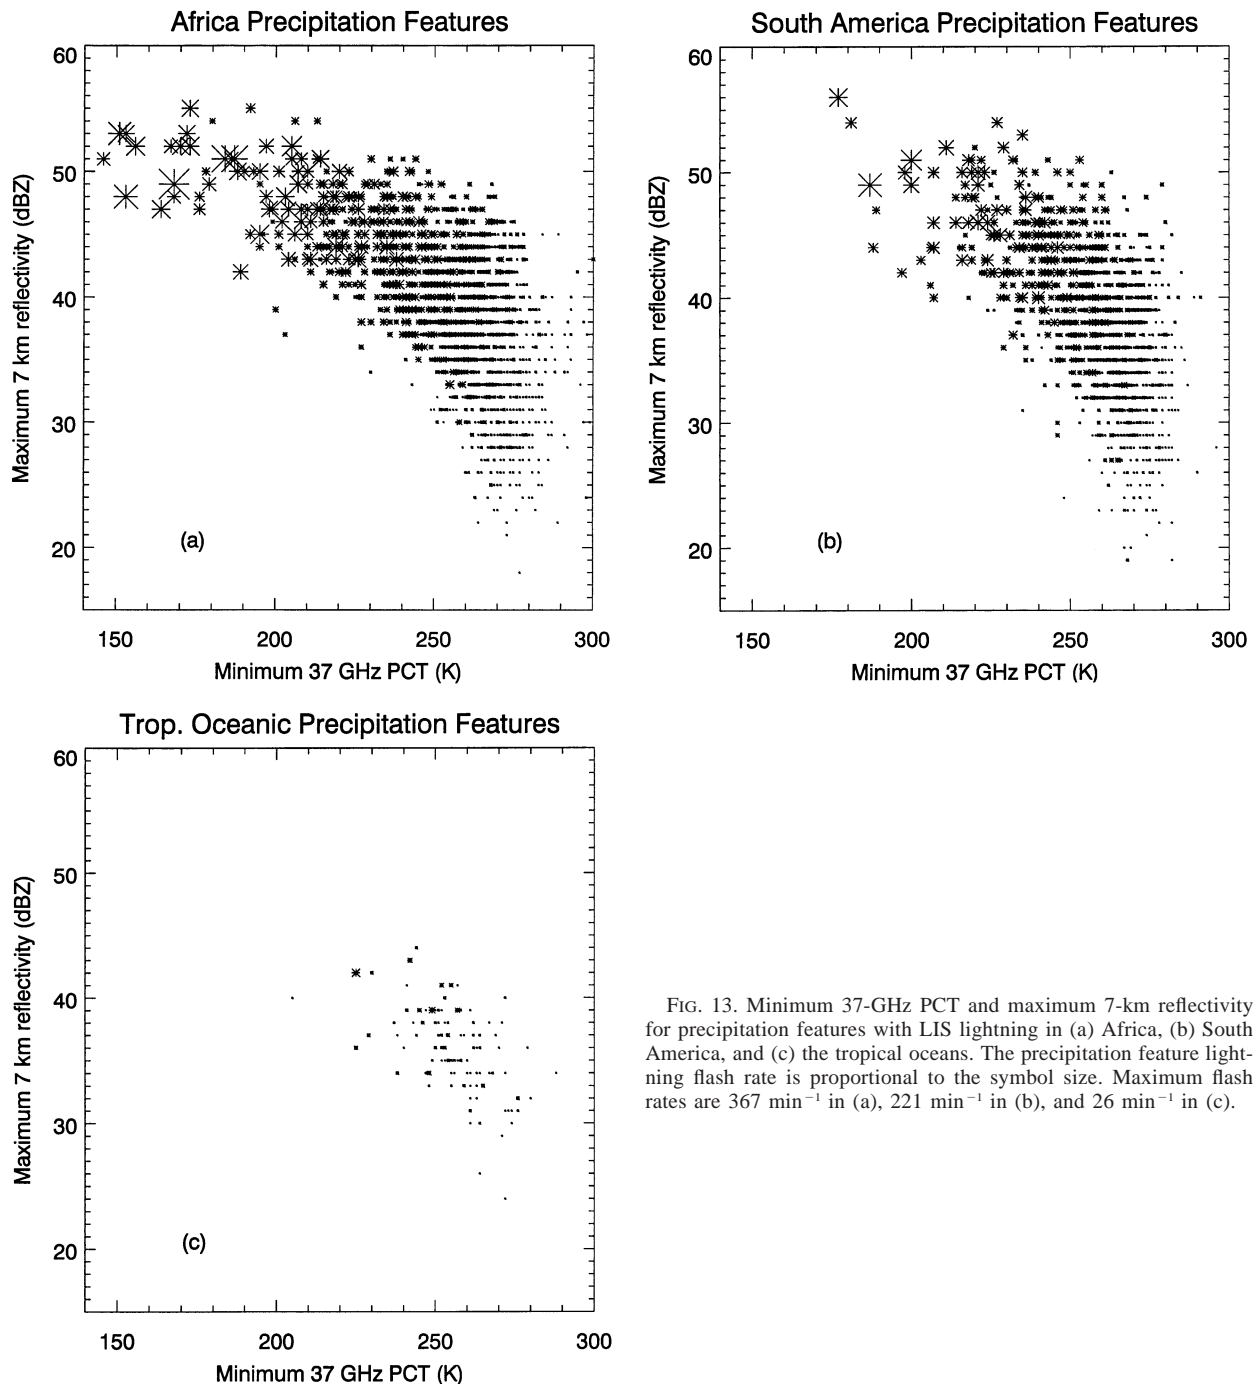 Africa Precipitation Features
60
50
40
30
20
Maximum 7 km reflectivity (dBZ)
(a)
150 200 250 300
Minimum 37 GHz PCT (K)
South America Precipitation Features
60
50
40
30
20
Maximum 7 km reflectivity (dBZ)
(b)
150 200 250 300
Minimum 37 GHz PCT (K)
Trop. Oceanic Precipitation Features
60
50
40
30
20
Maximum 7 km reflectivity (dBZ)
(c)
150 200 250 300
Minimum 37 GHz PCT (K)
FIG. 13. Minimum 37-GHz PCT and maximum 7-km reflectivity
for precipitation features with LIS lightning in (a) Africa, (b) South
America, and (c) the tropical oceans. The precipitation feature light-
ning flash rate is proportional to the symbol size. Maximum flash
rates are 367 min⁻¹ in (a), 221 min⁻¹ in (b), and 26 min⁻¹ in (c).